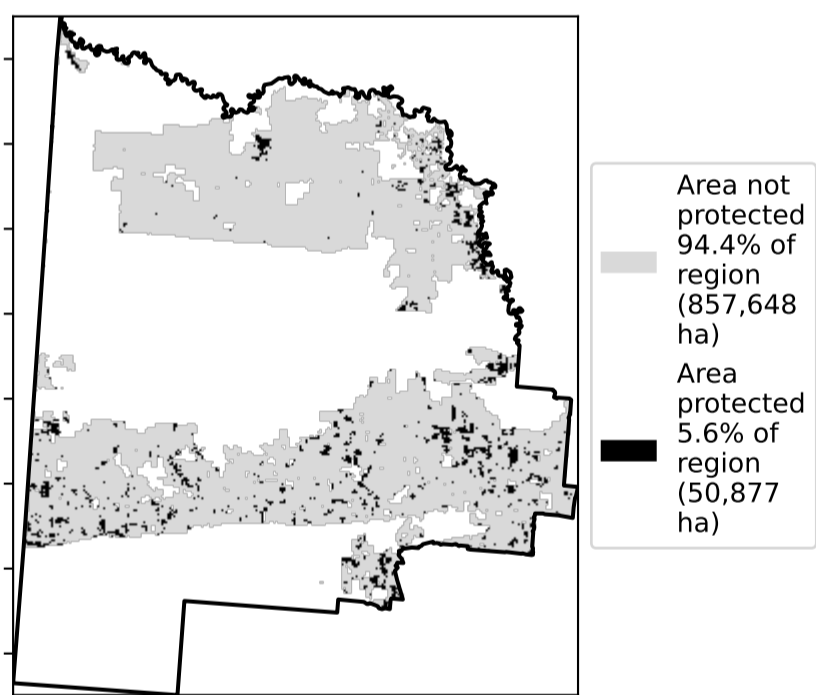 Area not
protected
94.4% of
region
(857,648
ha)
Area
protected
5.6% of
region
(50,877
ha)